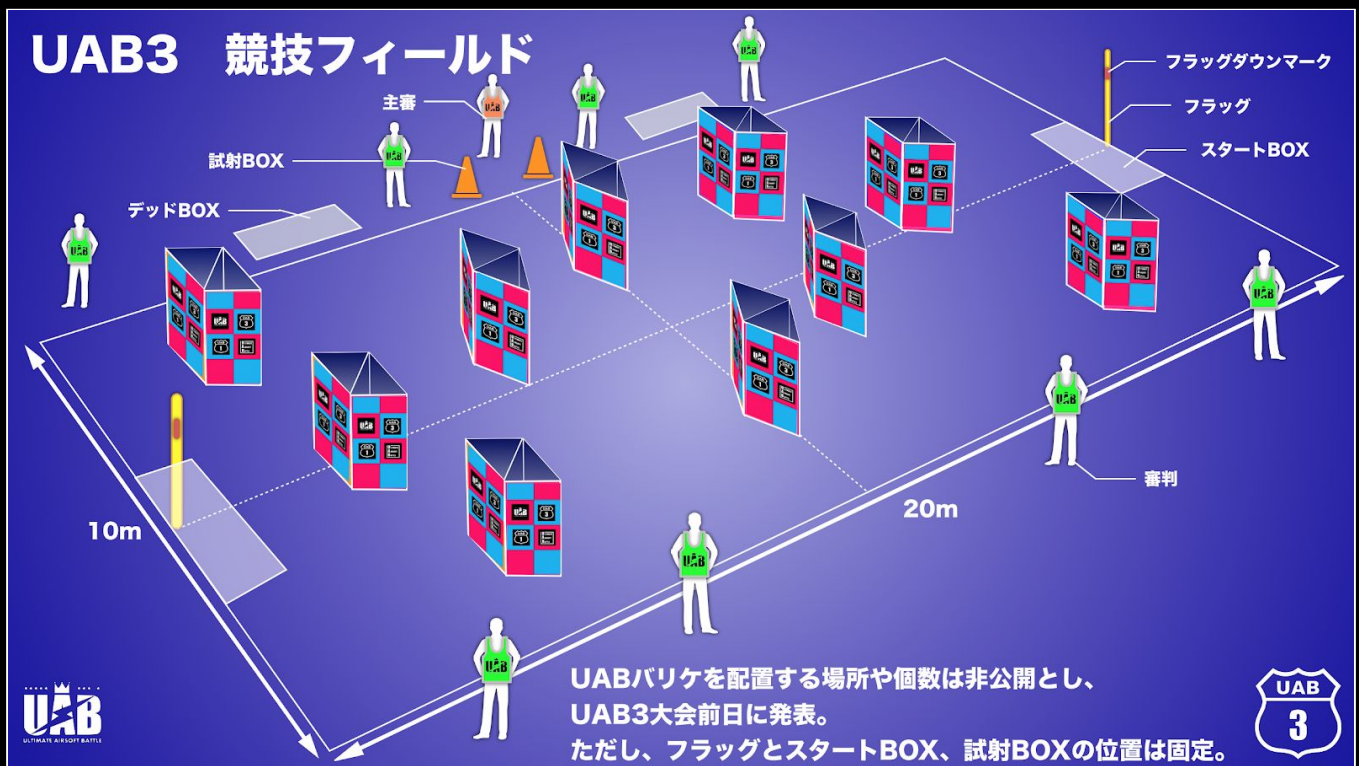 UAB3 競技フィールド
主審
試射BOX
デッドBOX
フラッグダウンマーク
フラッグ
スタートBOX
10m
20m
審判
UABバリケを配置する場所や個数は非公開とし、
UAB3大会前日に発表。
ただし、フラッグとスタートBOX、試射BOXの位置は固定。
UAB
ULTIMATE AIRSOFT BATTLE
UAB
3